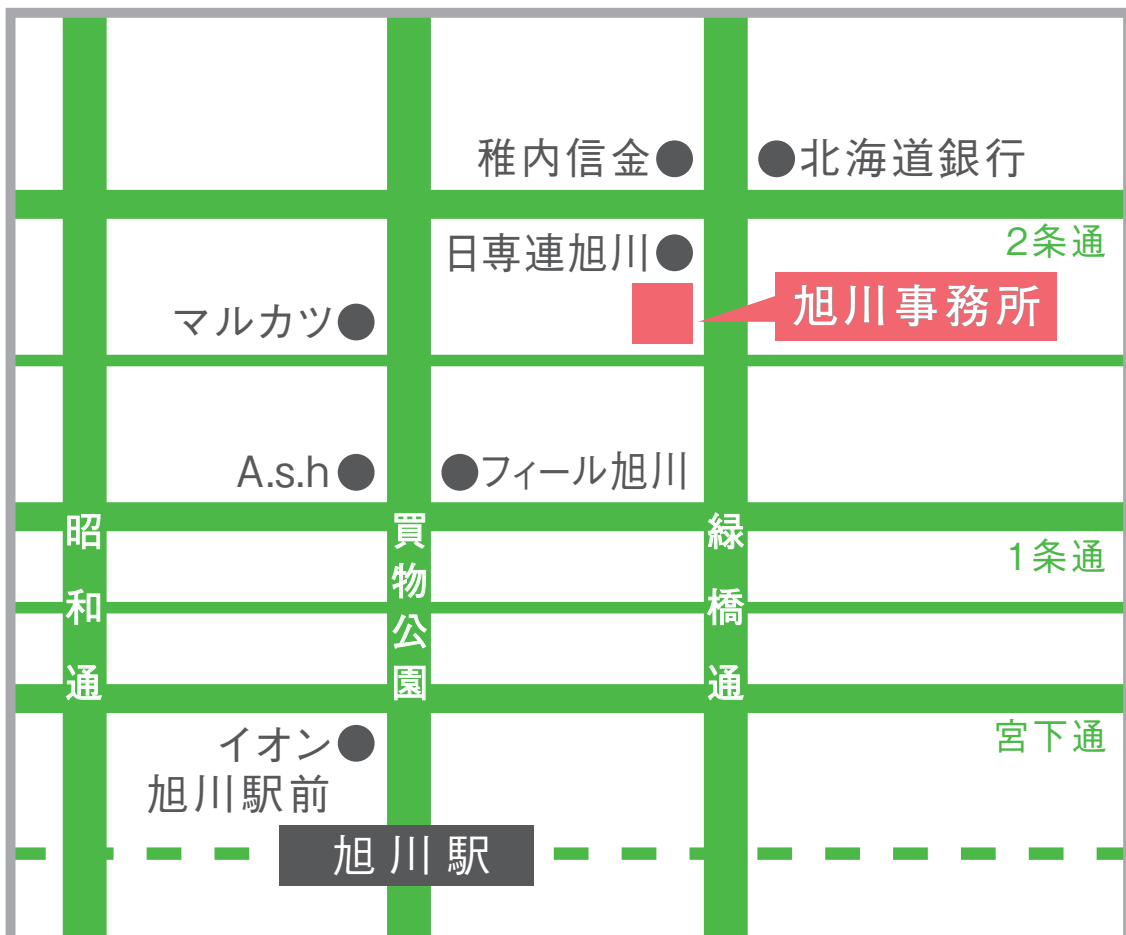 稚内信金
北海道銀行
2条通
日専連旭川
旭川事務所
マルカツ
A.s.h
フィール旭川
昭和通
買物公園
緑橋通
1条通
宮下通
イオン
旭川駅前
旭川駅